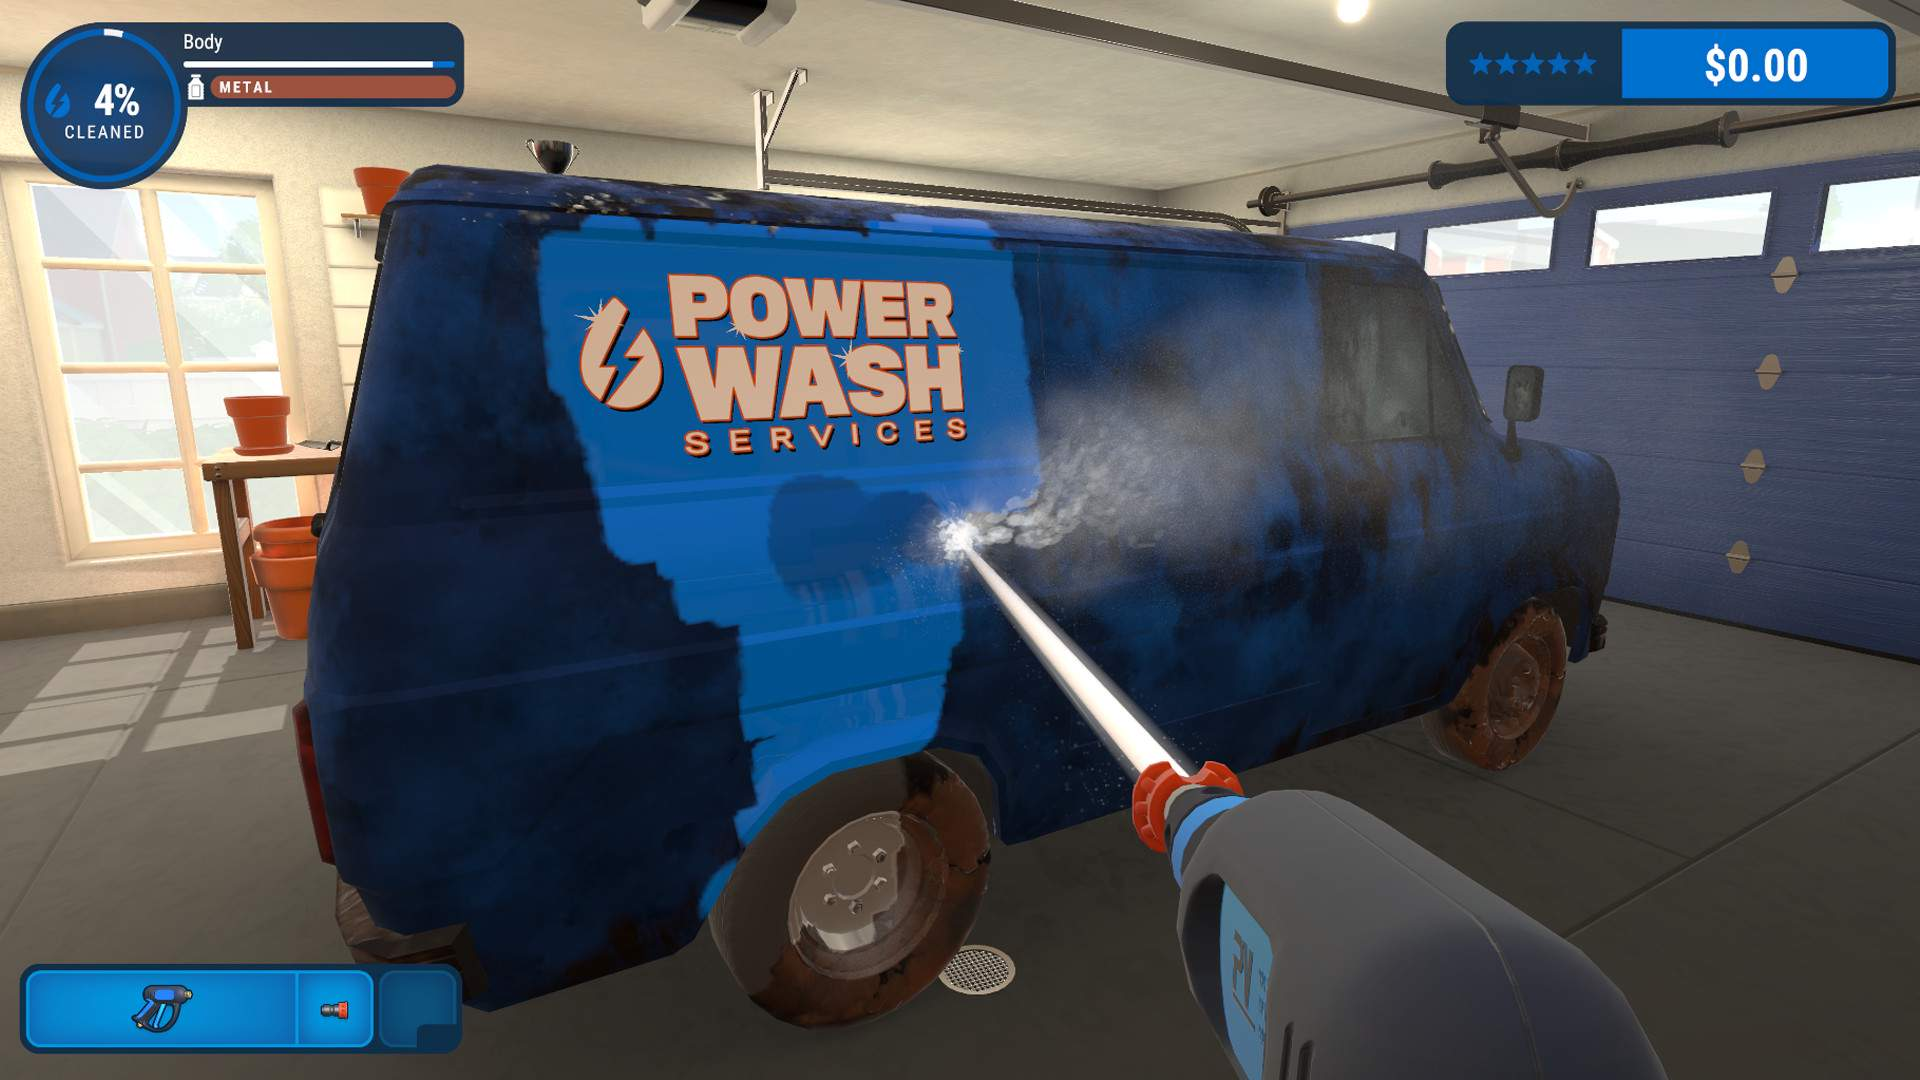 Body
METAL
4%
CLEANED
$0.00
POWER
WASH
SERVICES